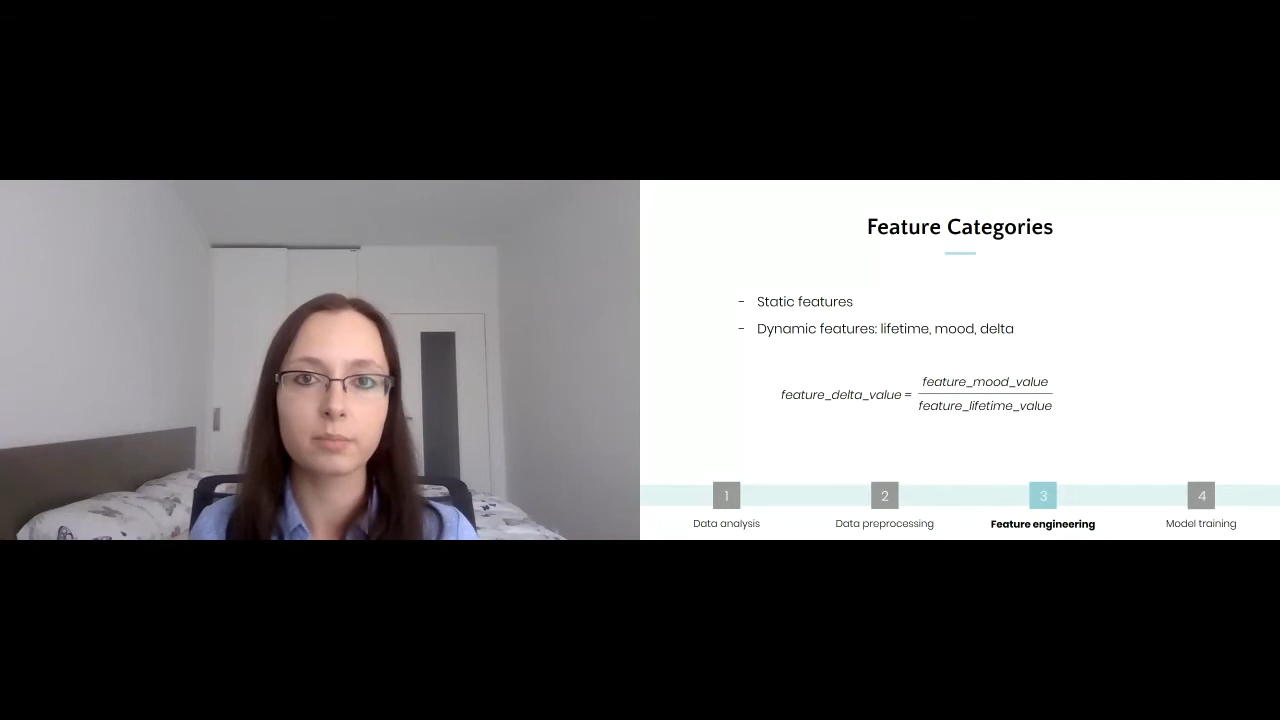 Feature Categories
- Static features
- Dynamic features: lifetime, mood, delta
feature_delta_value = feature_mood_value
feature_lifetime_value
1 2 3 4
Data analysis Data preprocessing Feature engineering Model training